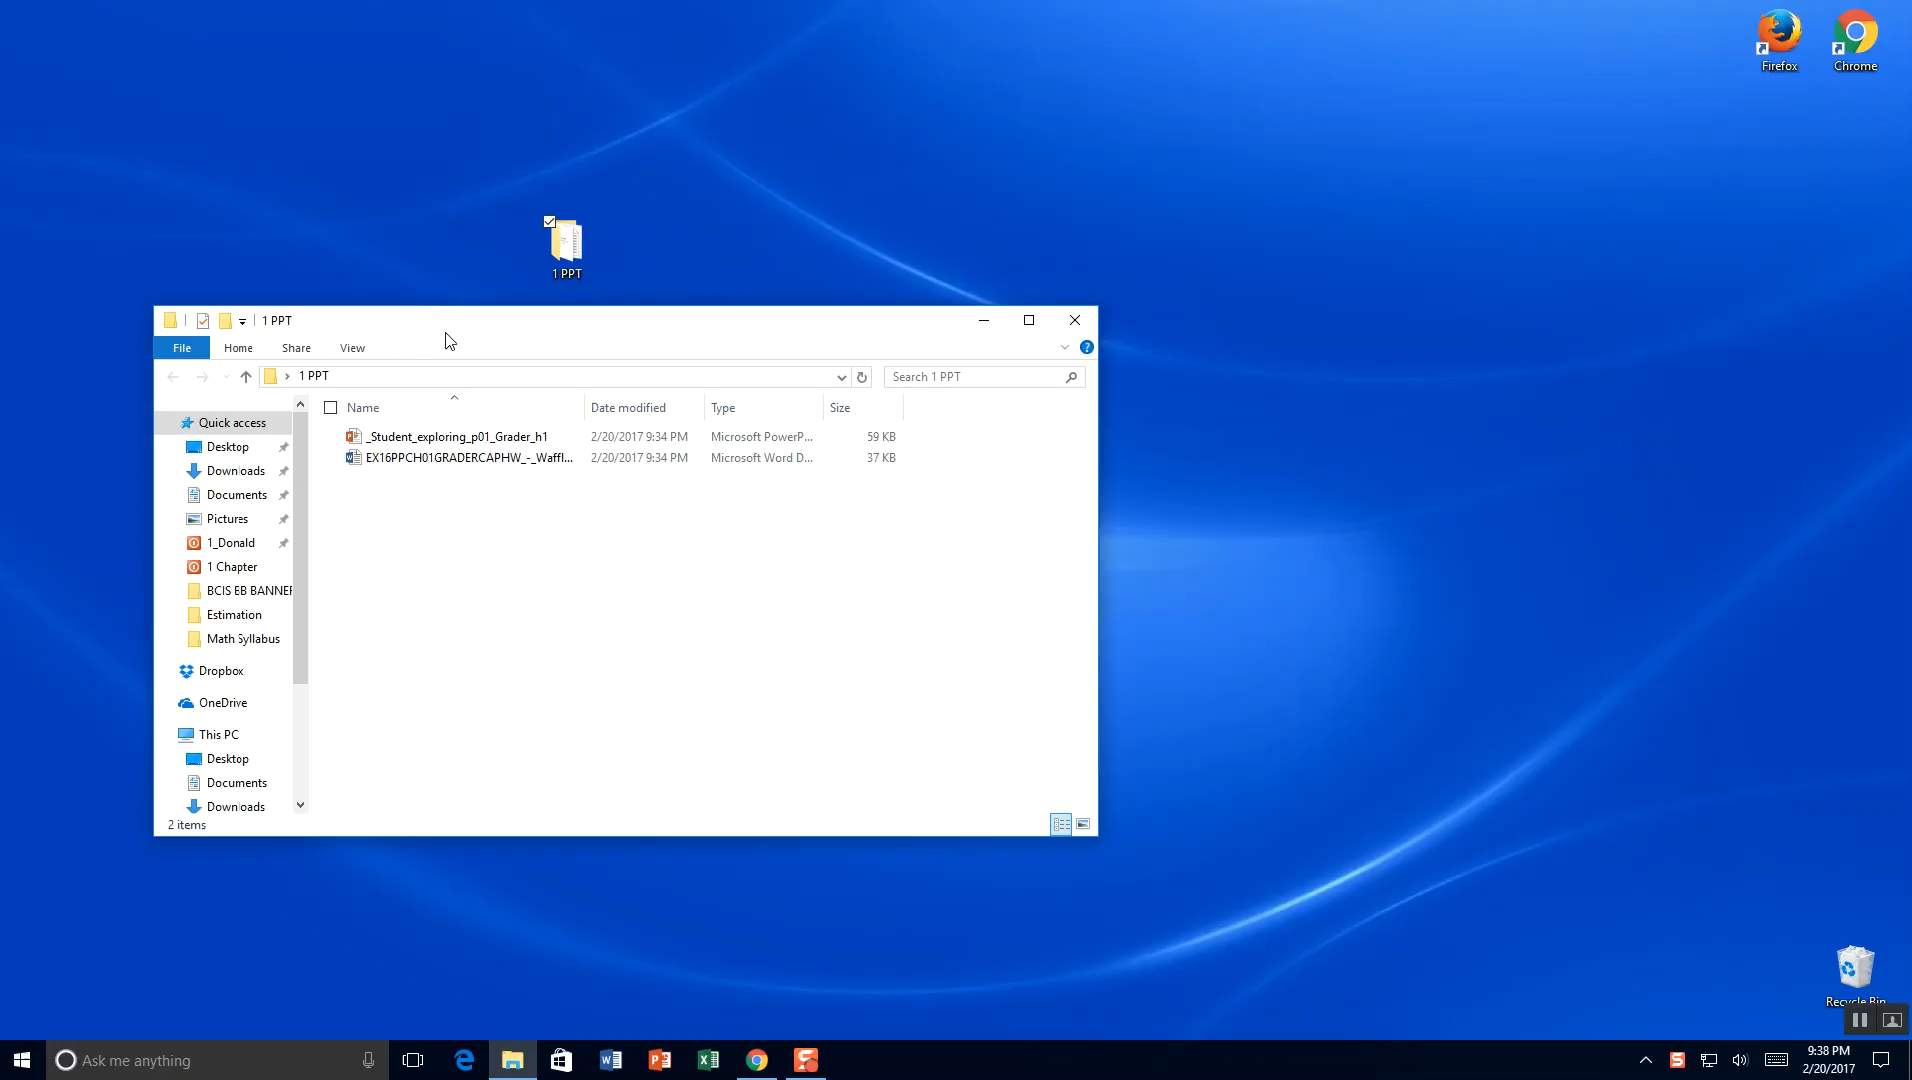 Firefox
Chrome
1 PPT
1 PPT
File Home Share View
1 PPT
Search 1 PPT
Name Date modified Type Size
_Student_exploring_p01_Grader_h1 2/20/2017 9:34 PM Microsoft PowerP... 59 KB
EX16PPCH01GRADERCAPHW_-_Waffl... 2/20/2017 9:34 PM Microsoft Word D... 37 KB
Quick access
Desktop
Downloads
Documents
Pictures
1_Donald
1 Chapter
BCIS EB BANNER
Estimation
Math Syllabus
Dropbox
OneDrive
This PC
Desktop
Documents
Downloads
2 items
Recycle Bin
Ask me anything
9:38 PM
2/20/2017